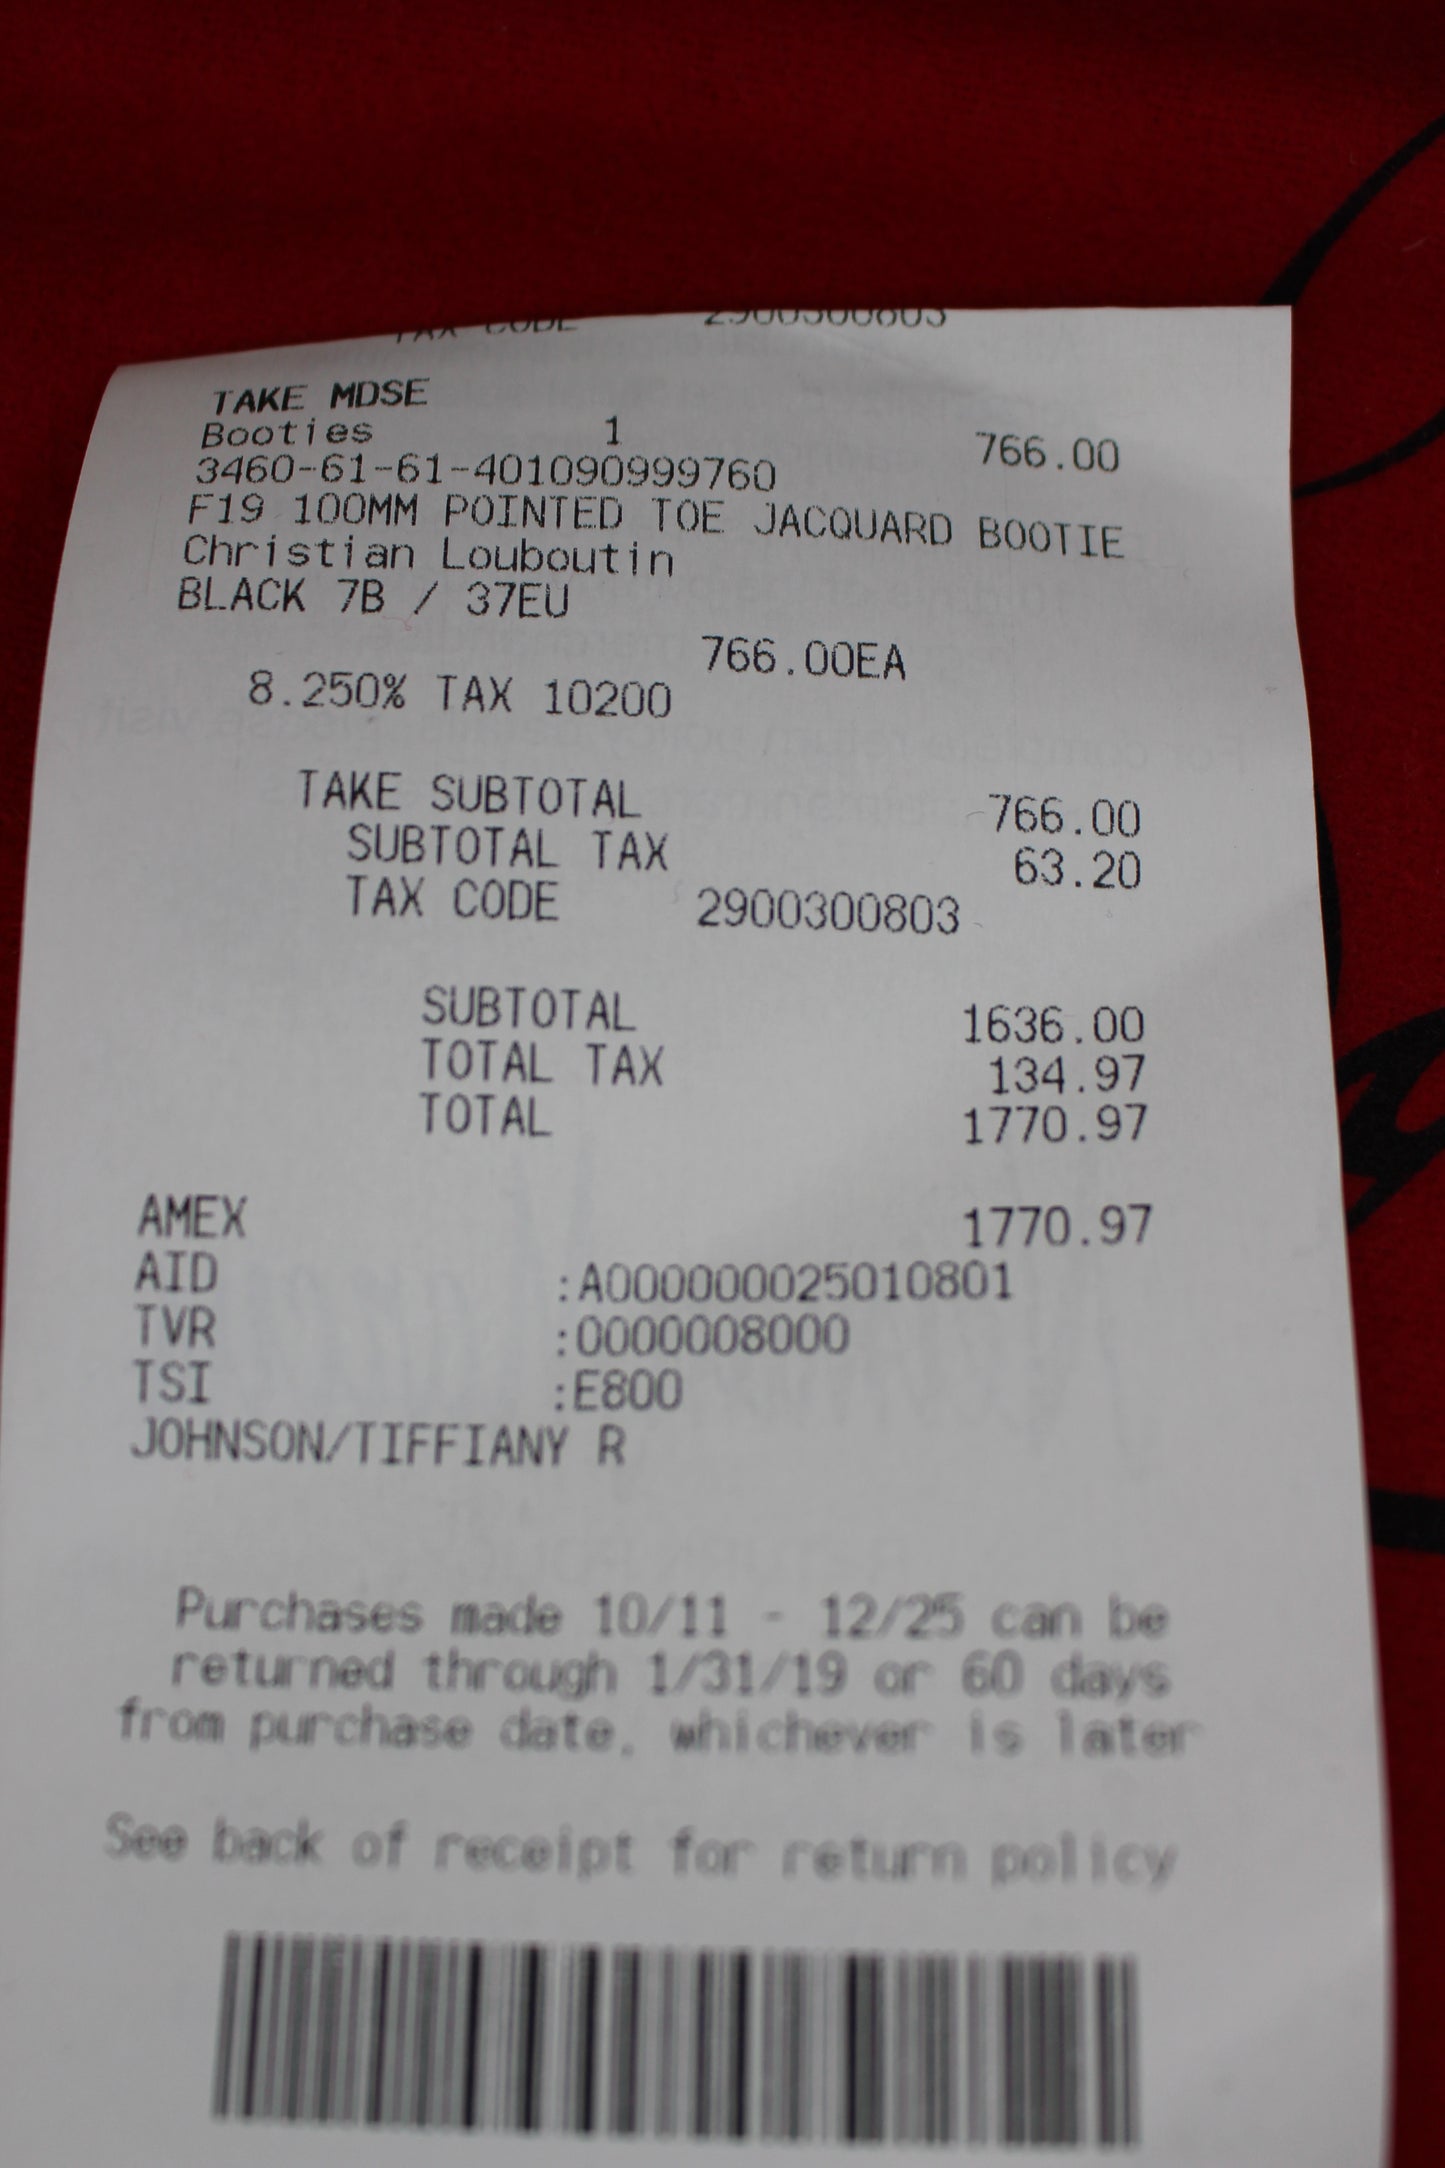 TAX CODE 2900300803
TAKE MDSE
Booties 1 766.00
3460-61-61-401090999760
F19 100MM POINTED TOE JACQUARD BOOTIE
Christian Louboutin
BLACK 7B / 37EU
766.00EA
8.250% TAX 10200
TAKE SUBTOTAL 766.00
SUBTOTAL TAX 63.20
TAX CODE 2900300803
SUBTOTAL 1636.00
TOTAL TAX 134.97
TOTAL 1770.97
AMEX 1770.97
AID :A000000025010801
TVR :0000008000
TSI :E800
JOHNSON/TIFFIANY R
Purchases made 10/11 - 12/25 can be
returned through 1/31/19 or 60 days
from purchase date, whichever is later
See back of receipt for return policy